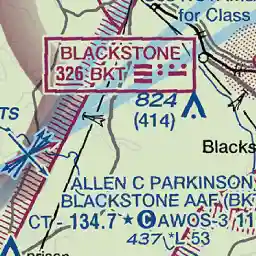 for Class
BLACKSTONE
326 BKT
824
(414)
TS
Blacks
ALLEN C PARKINSON
BLACKSTONE AAF (BK
CT - 134.7 * C AWOS-3 11
437 *L 53